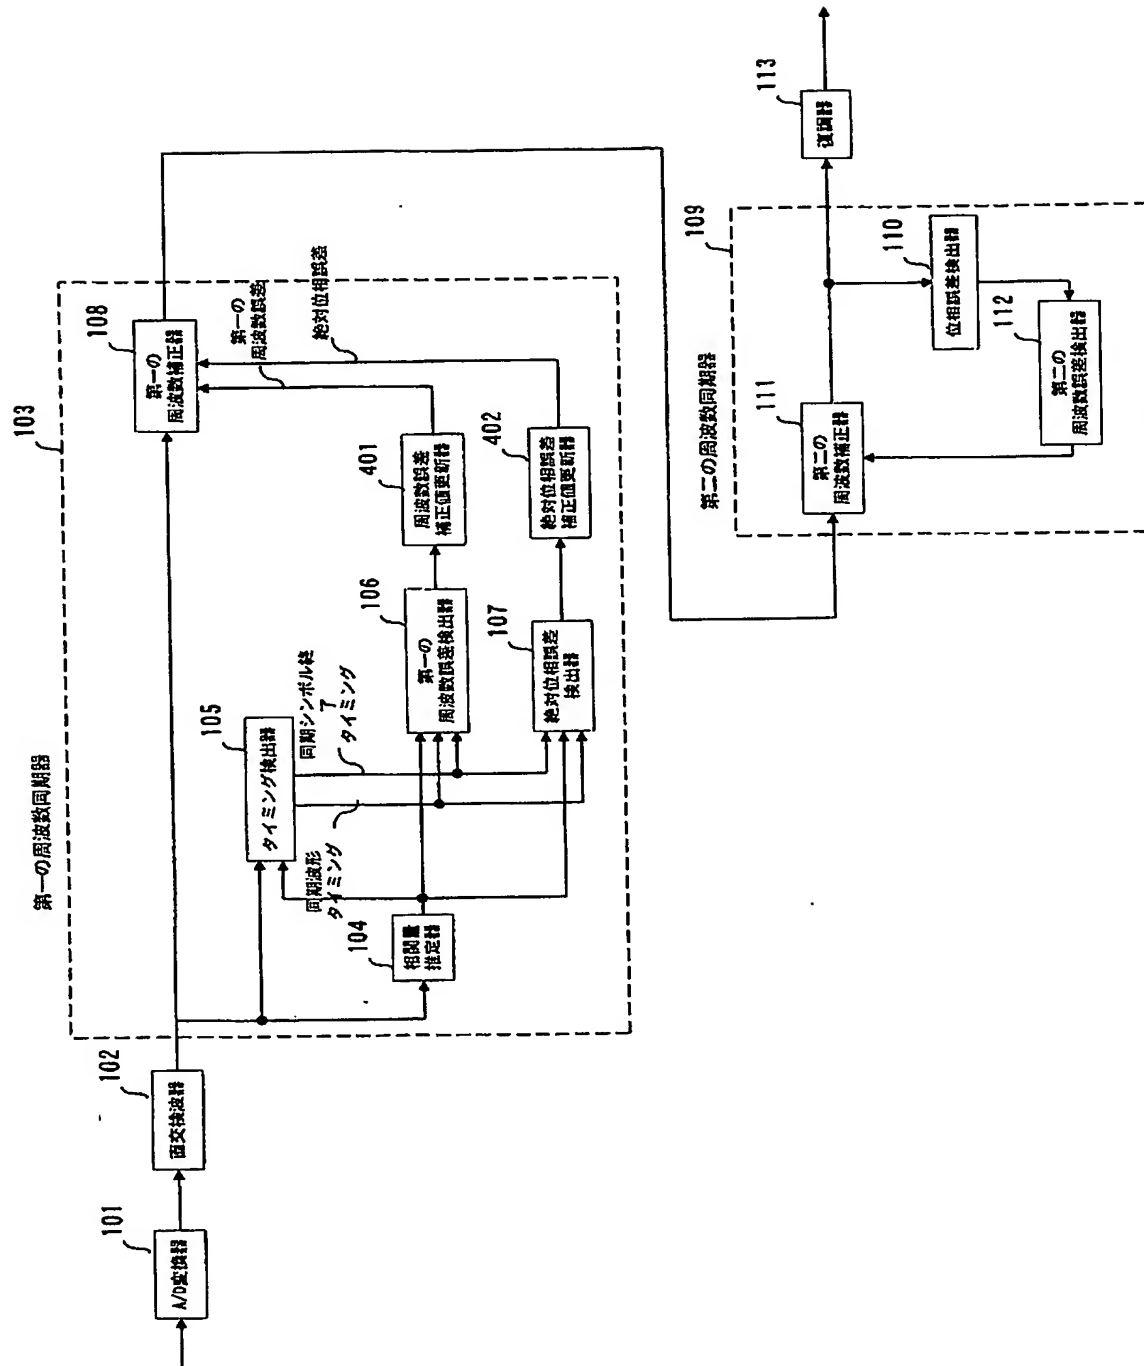 第一の周波数同期器
103
101
A/D変換器
102
直交検波器
104
相関量
推定器
105
タイミング検出器
同期波形
タイミング
同期シンボル終
了
タイミング
106
第一の
周波数誤差検出器
107
絶対位相誤差
検出器
401
周波数誤差
補正値更新器
402
絶対位相誤差
補正値更新器
第一の
周波数誤差
絶対位相誤差
108
第一の
周波数補正器
第二の周波数同期器
109
111
第二の
周波数補正器
110
位相誤差検出器
112
第二の
周波数誤差検出器
113
復調器